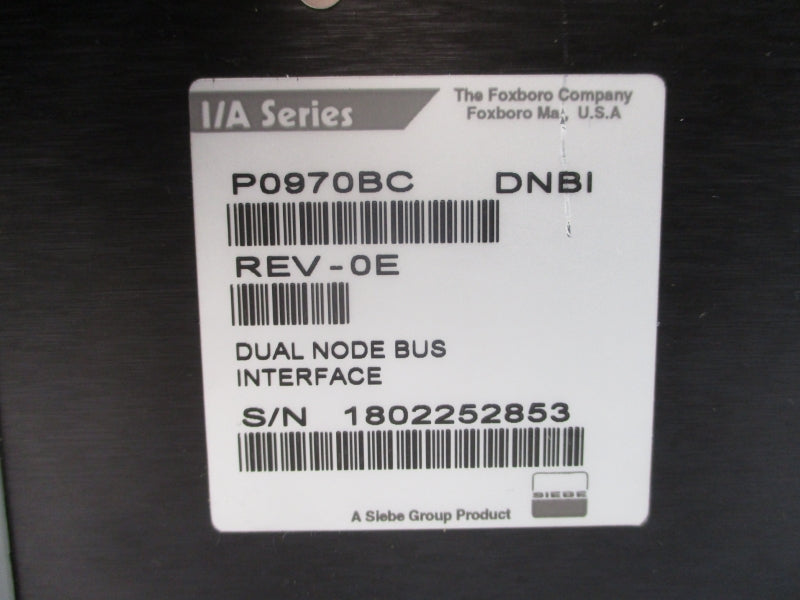 I/A Series
The Foxboro Company
Foxboro Ma, U.S.A
P0970BC DNBI
REV-0E
DUAL NODE BUS
INTERFACE
S/N 1802252853
SIEBE
A Siebe Group Product